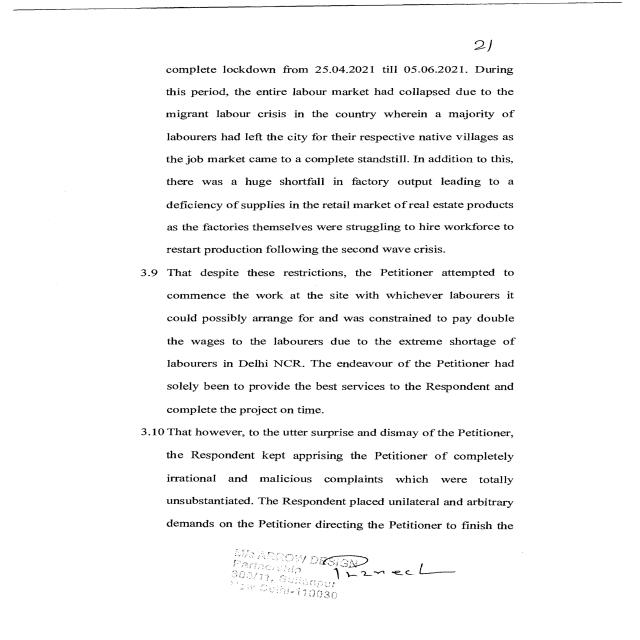 21
complete lockdown from 25.04.2021 till 05.06.2021. During
this period, the entire labour market had collapsed due to the
migrant labour crisis in the country wherein a majority of
labourers had left the city for their respective native villages as
the job market came to a complete standstill. In addition to this,
there was a huge shortfall in factory output leading to a
deficiency of supplies in the retail market of real estate products
as the factories themselves were struggling to hire workforce to
restart production following the second wave crisis.
3.9 That despite these restrictions, the Petitioner attempted to
commence the work at the site with whichever labourers it
could possibly arrange for and was constrained to pay double
the wages to the labourers due to the extreme shortage of
labourers in Delhi NCR. The endeavour of the Petitioner had
solely been to provide the best services to the Respondent and
complete the project on time.
3.10 That however, to the utter surprise and dismay of the Petitioner,
the Respondent kept apprising the Petitioner of completely
irrational and malicious complaints which were totally
unsubstantiated. The Respondent placed unilateral and arbitrary
demands on the Petitioner directing the Petitioner to finish the
M/s ARROW DESIGN
Partnership
New Delhi-110030